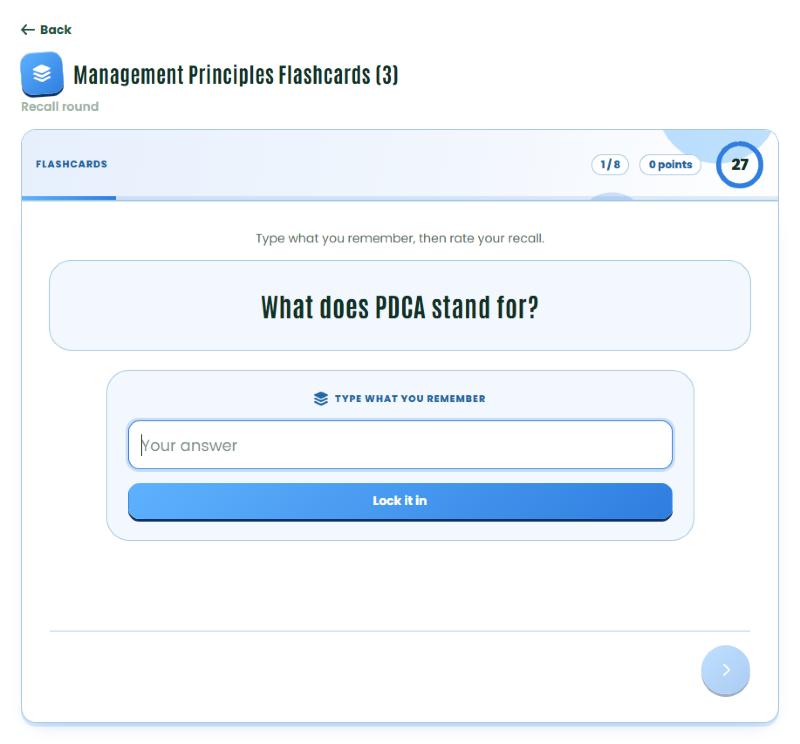 Back
Management Principles Flashcards (3)
Recall round
FLASHCARDS
1 / 8
0 points
27
Type what you remember, then rate your recall.
What does PDCA stand for?
TYPE WHAT YOU REMEMBER
Your answer
Lock it in